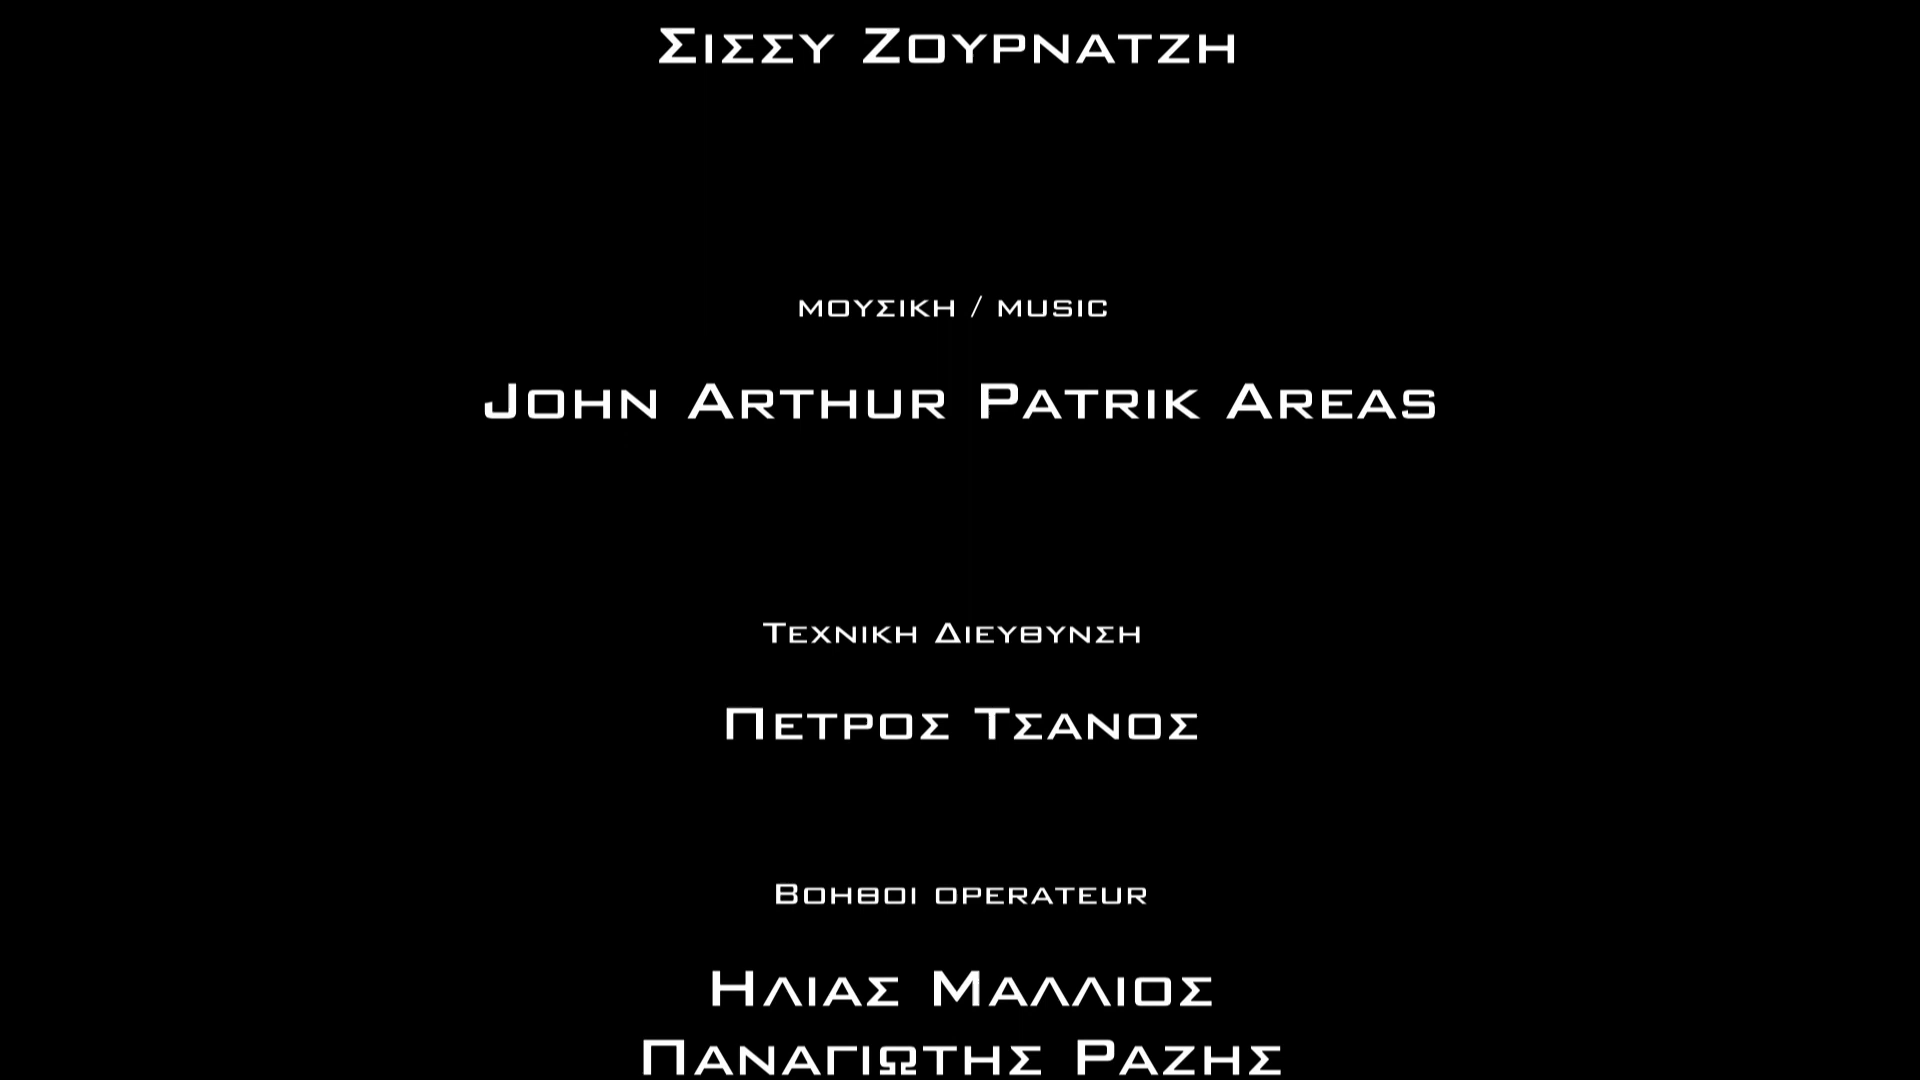 Σισσυ Ζουρνατζη
μουσικη / music
John Arthur Patrik Areas
Τεχνικη Διευθυνση
Πετρος Τσανος
Βοηθοι operateur
Ηλιας Μαλλιος
Παναγιωτης Ραζης